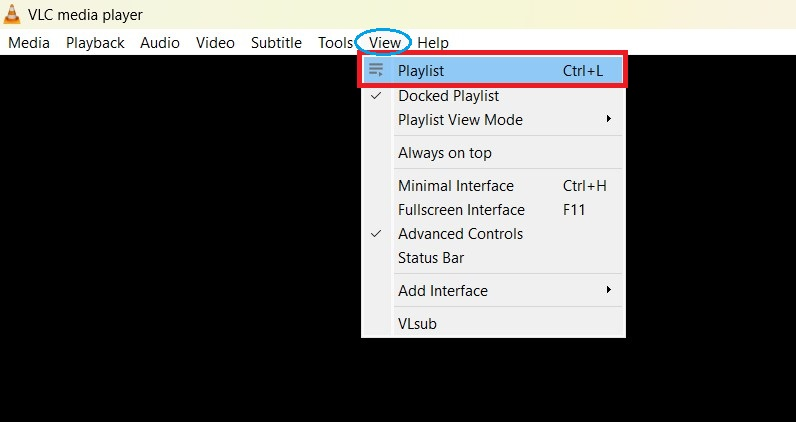 VLC media player
Media Playback Audio Video Subtitle Tools View Help
Playlist Ctrl+L
Docked Playlist
Playlist View Mode
Always on top
Minimal Interface Ctrl+H
Fullscreen Interface F11
Advanced Controls
Status Bar
Add Interface
VLsub